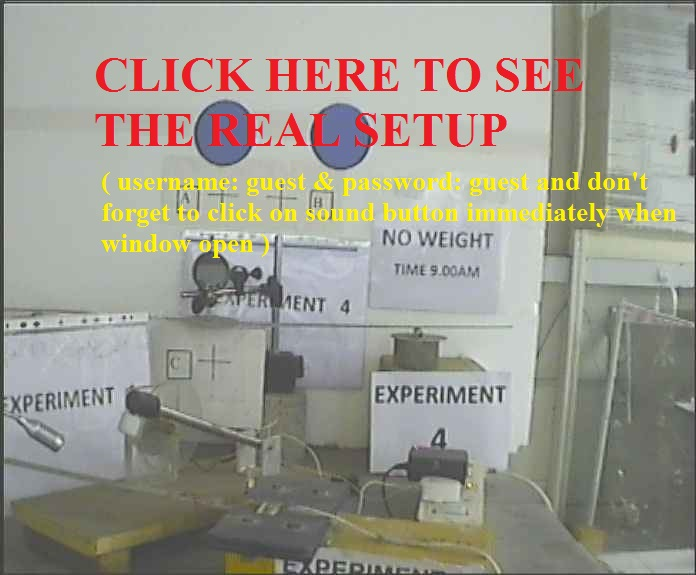 CLICK HERE TO SEE
THE REAL SETUP
( username: guest & password: guest and don't
forget to click on sound button immediately when
window open )
A
B
NO WEIGHT
TIME 9.00AM
EXPERIMENT 4
C
EXPERIMENT
EXPERIMENT
4
EXPERIMENT